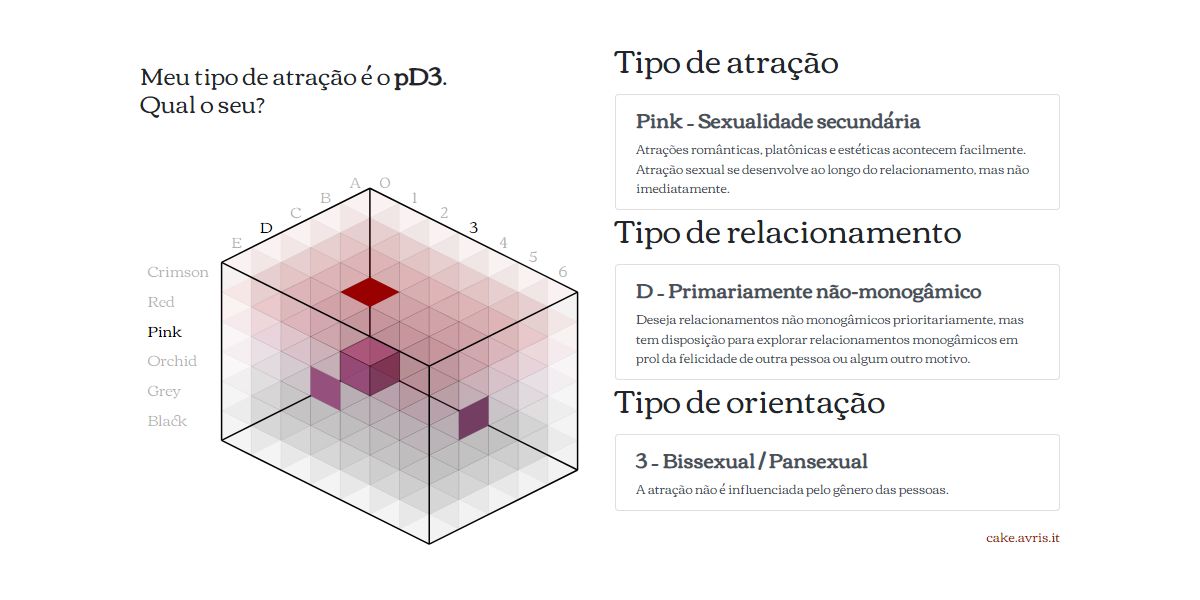 Meu tipo de atração é o pD3.
Qual o seu?
A 0
B 1
C 2
D 3
E 4
5
6
Crimson
Red
Pink
Orchid
Grey
Black
Tipo de atração
Pink - Sexualidade secundária
Atrações românticas, platônicas e estéticas acontecem facilmente.
Atração sexual se desenvolve ao longo do relacionamento, mas não
imediatamente.
Tipo de relacionamento
D - Primariamente não-monogâmico
Deseja relacionamentos não monogâmicos prioritariamente, mas
tem disposição para explorar relacionamentos monogâmicos em
prol da felicidade de outra pessoa ou algum outro motivo.
Tipo de orientação
3 - Bissexual / Pansexual
A atração não é influenciada pelo gênero das pessoas.
cake.avris.it